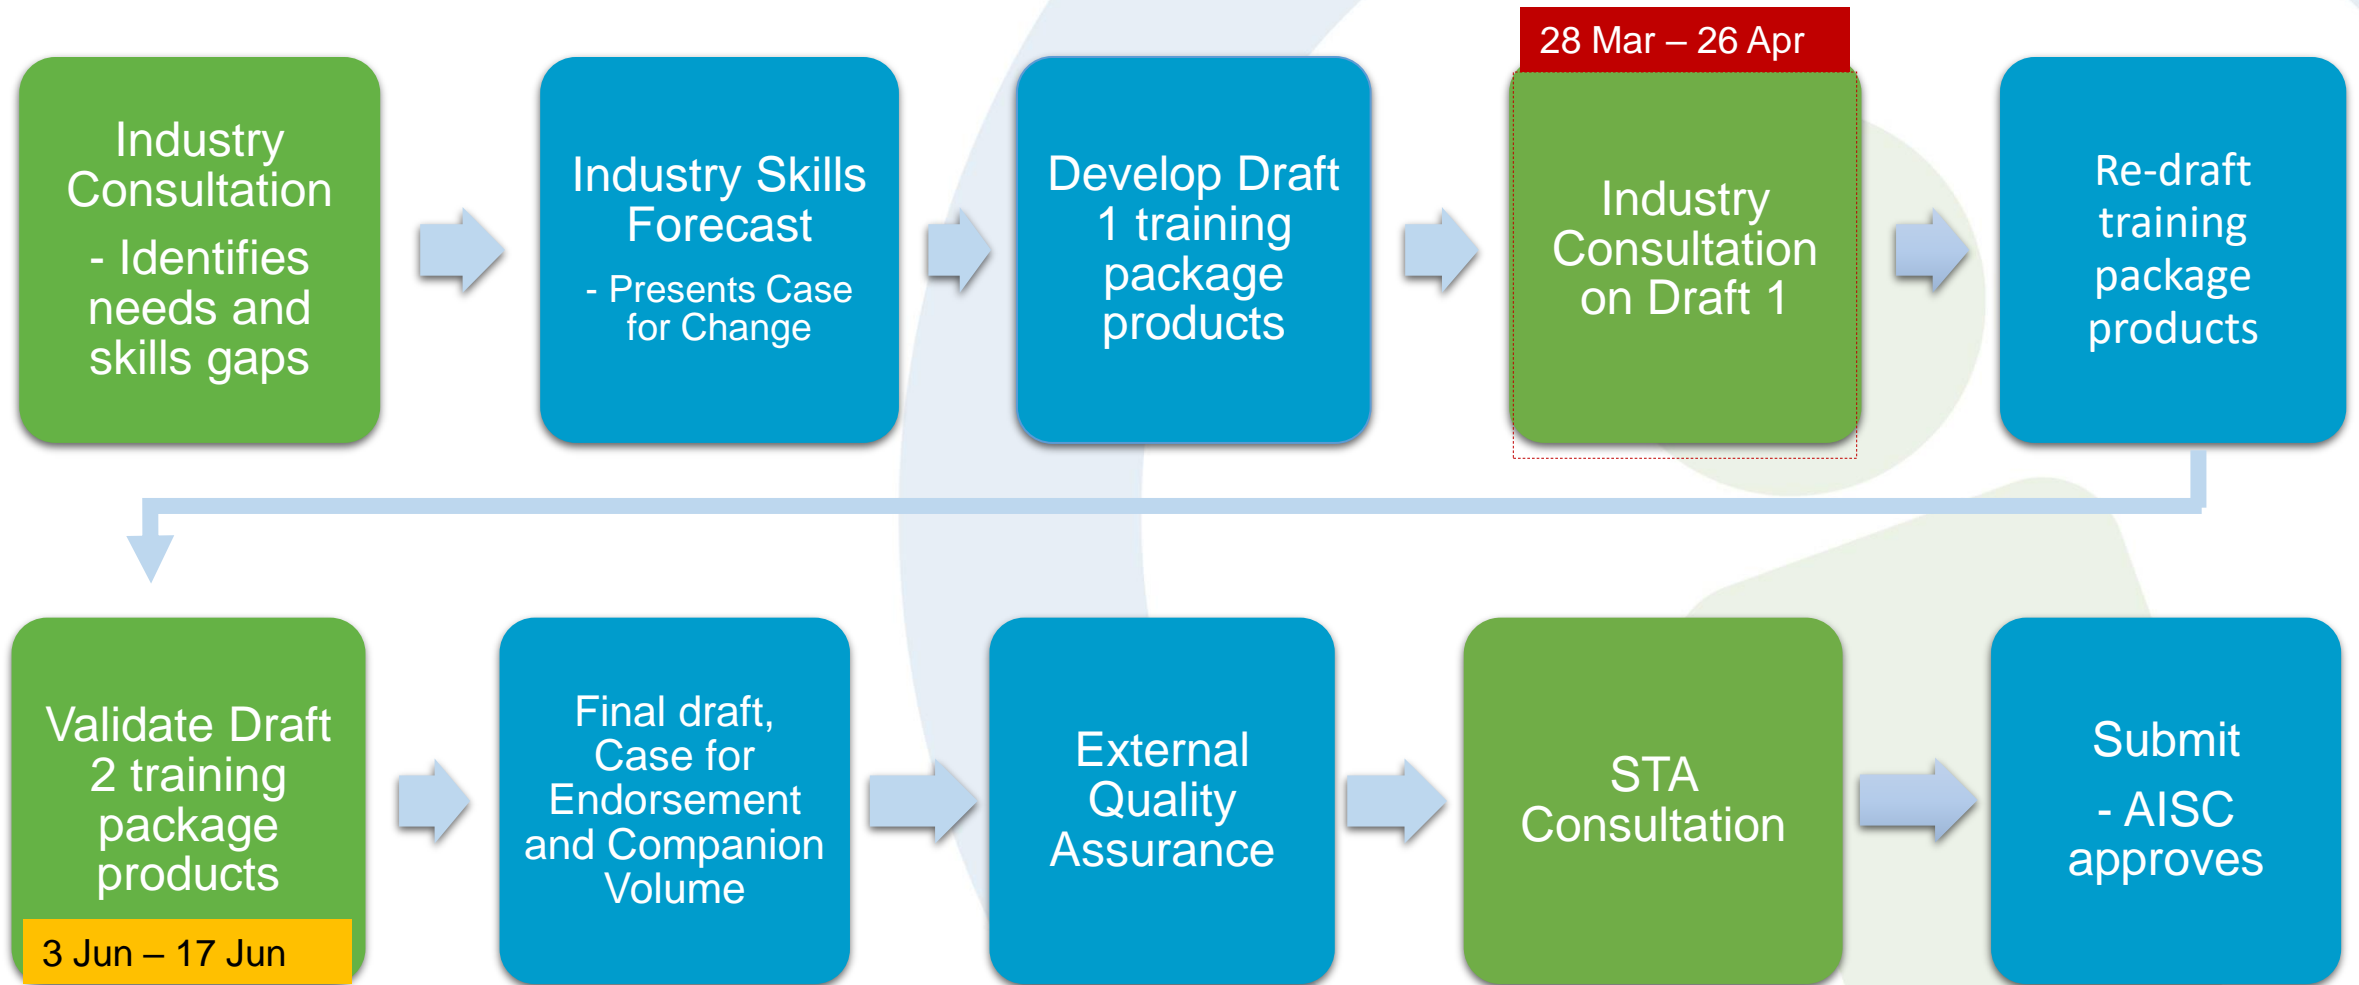 28 Mar – 26 Apr
Industry
Consultation
- Identifies
needs and
skills gaps
Industry Skills
Forecast
- Presents Case
for Change
Develop Draft
1 training
package
products
Industry
Consultation
on Draft 1
Re-draft
training
package
products
Validate Draft
2 training
package
products
3 Jun – 17 Jun
Final draft,
Case for
Endorsement
and Companion
Volume
External
Quality
Assurance
STA
Consultation
Submit
- AISC
approves